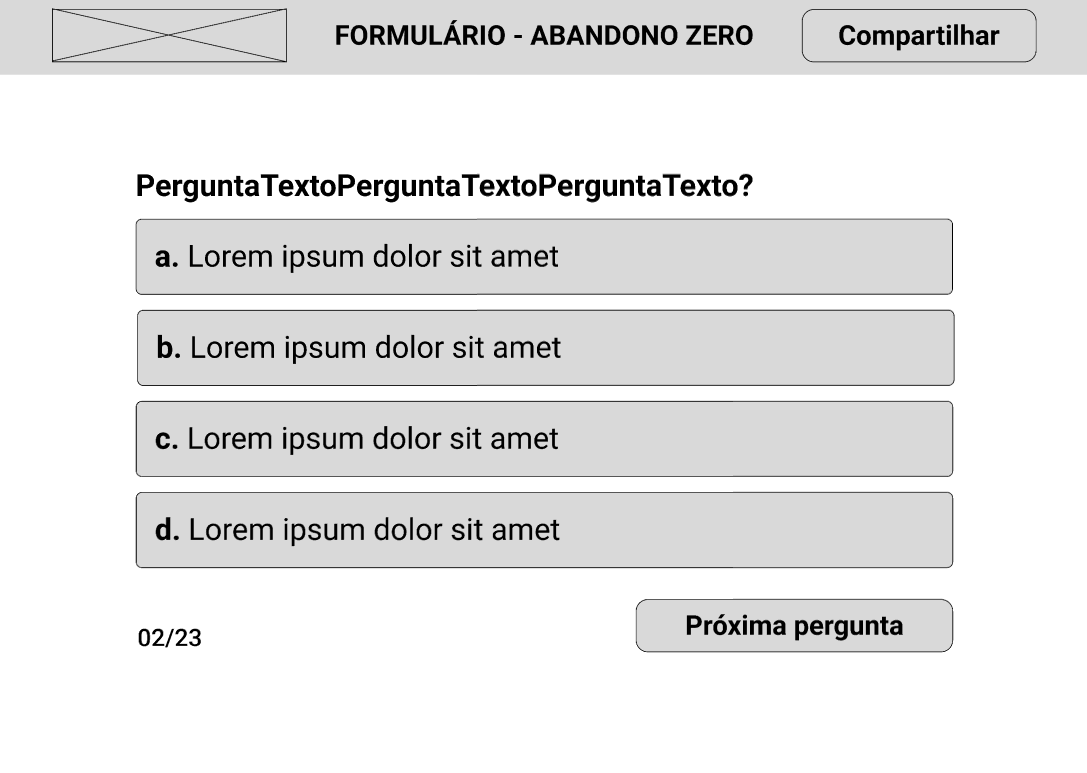 FORMULÁRIO - ABANDONO ZERO
Compartilhar
PerguntaTextoPerguntaTextoPerguntaTexto?
a. Lorem ipsum dolor sit amet
b. Lorem ipsum dolor sit amet
c. Lorem ipsum dolor sit amet
d. Lorem ipsum dolor sit amet
02/23
Próxima pergunta